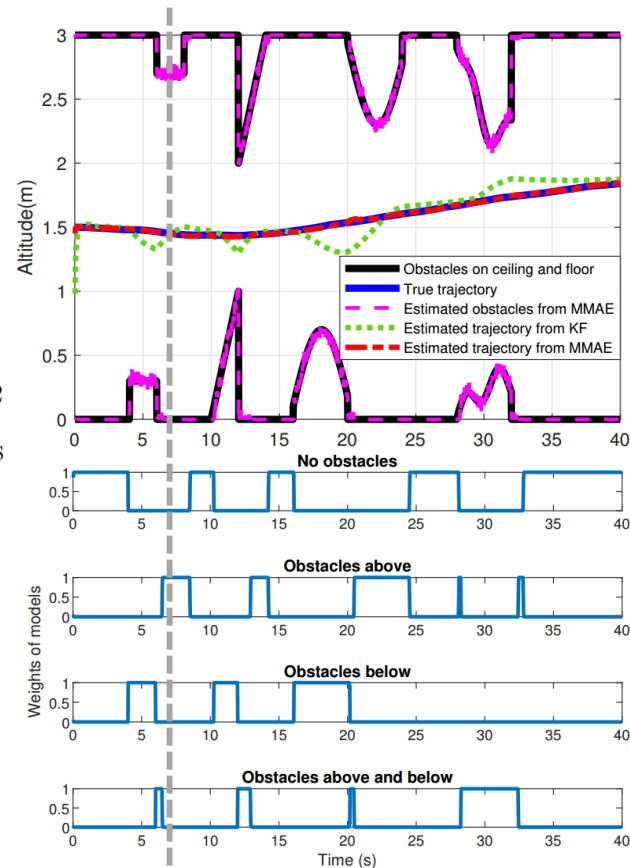 3
2.5
2
1.5
1
0.5
0
Altitude(m)
Obstacles on ceiling and floor
True trajectory
Estimated obstacles from MMAE
Estimated trajectory from KF
Estimated trajectory from MMAE
0 5 10 15 20 25 30 35 40
e
s
No obstacles
1
0.5
0
0 5 10 15 20 25 30 35 40
Obstacles above
1
0.5
0
0 5 10 15 20 25 30 35 40
Weights of models
Obstacles below
1
0.5
0
0 5 10 15 20 25 30 35 40
Obstacles above and below
1
0.5
0
0 5 10 15 20 25 30 35 40
Time (s)